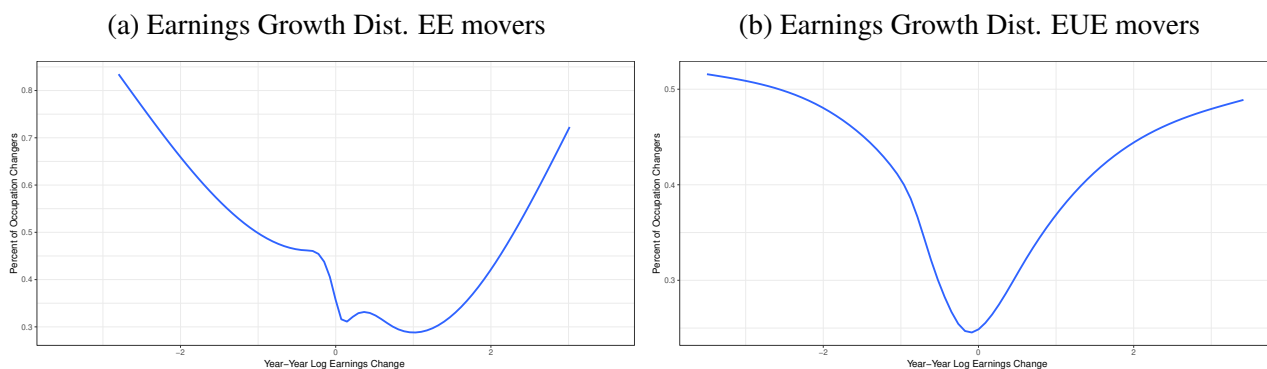 (a) Earnings Growth Dist. EE movers
Percent of Occupation Changers
0.8
0.7
0.6
0.5
0.4
0.3
−2
0
2
Year−Year Log Earnings Change
(b) Earnings Growth Dist. EUE movers
Percent of Occupation Changers
0.5
0.4
0.3
−2
0
2
Year−Year Log Earnings Change